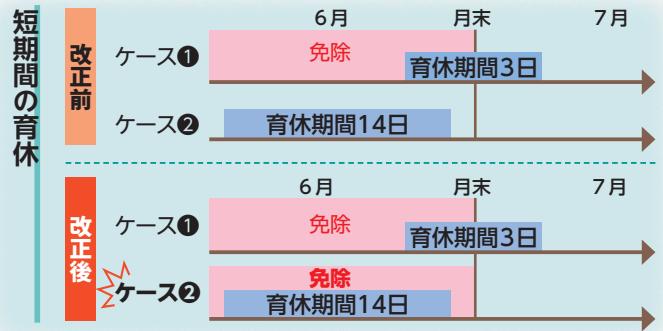 短期間の育休
改正前
6月 月末 7月
ケース❶ 免除
育休期間3日
ケース❷ 育休期間14日
改正後
6月 月末 7月
ケース❶ 免除
育休期間3日
免除
ケース❷ 育休期間14日